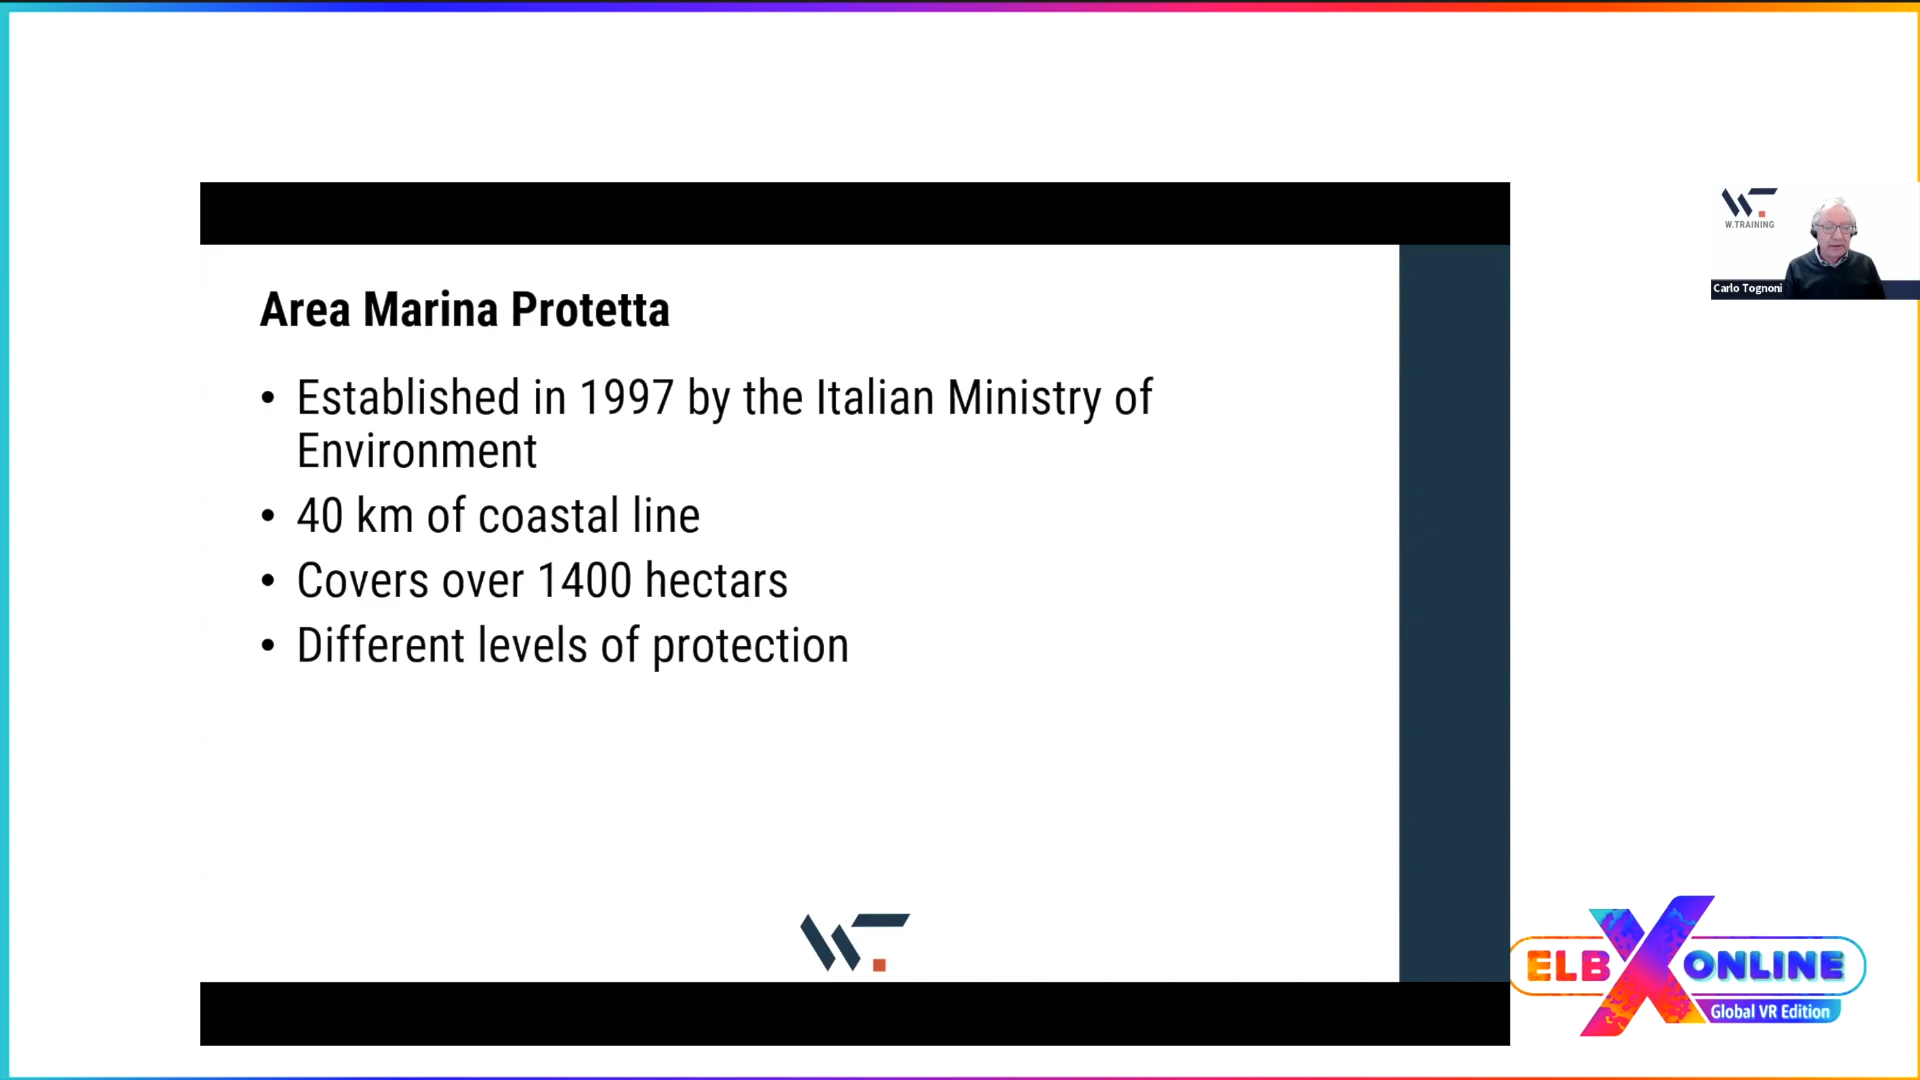 Area Marina Protetta
• Established in 1997 by the Italian Ministry of
Environment
• 40 km of coastal line
• Covers over 1400 hectars
• Different levels of protection
W.TRAINING
Carlo Tognoni
ELBX ONLINE
Global VR Edition